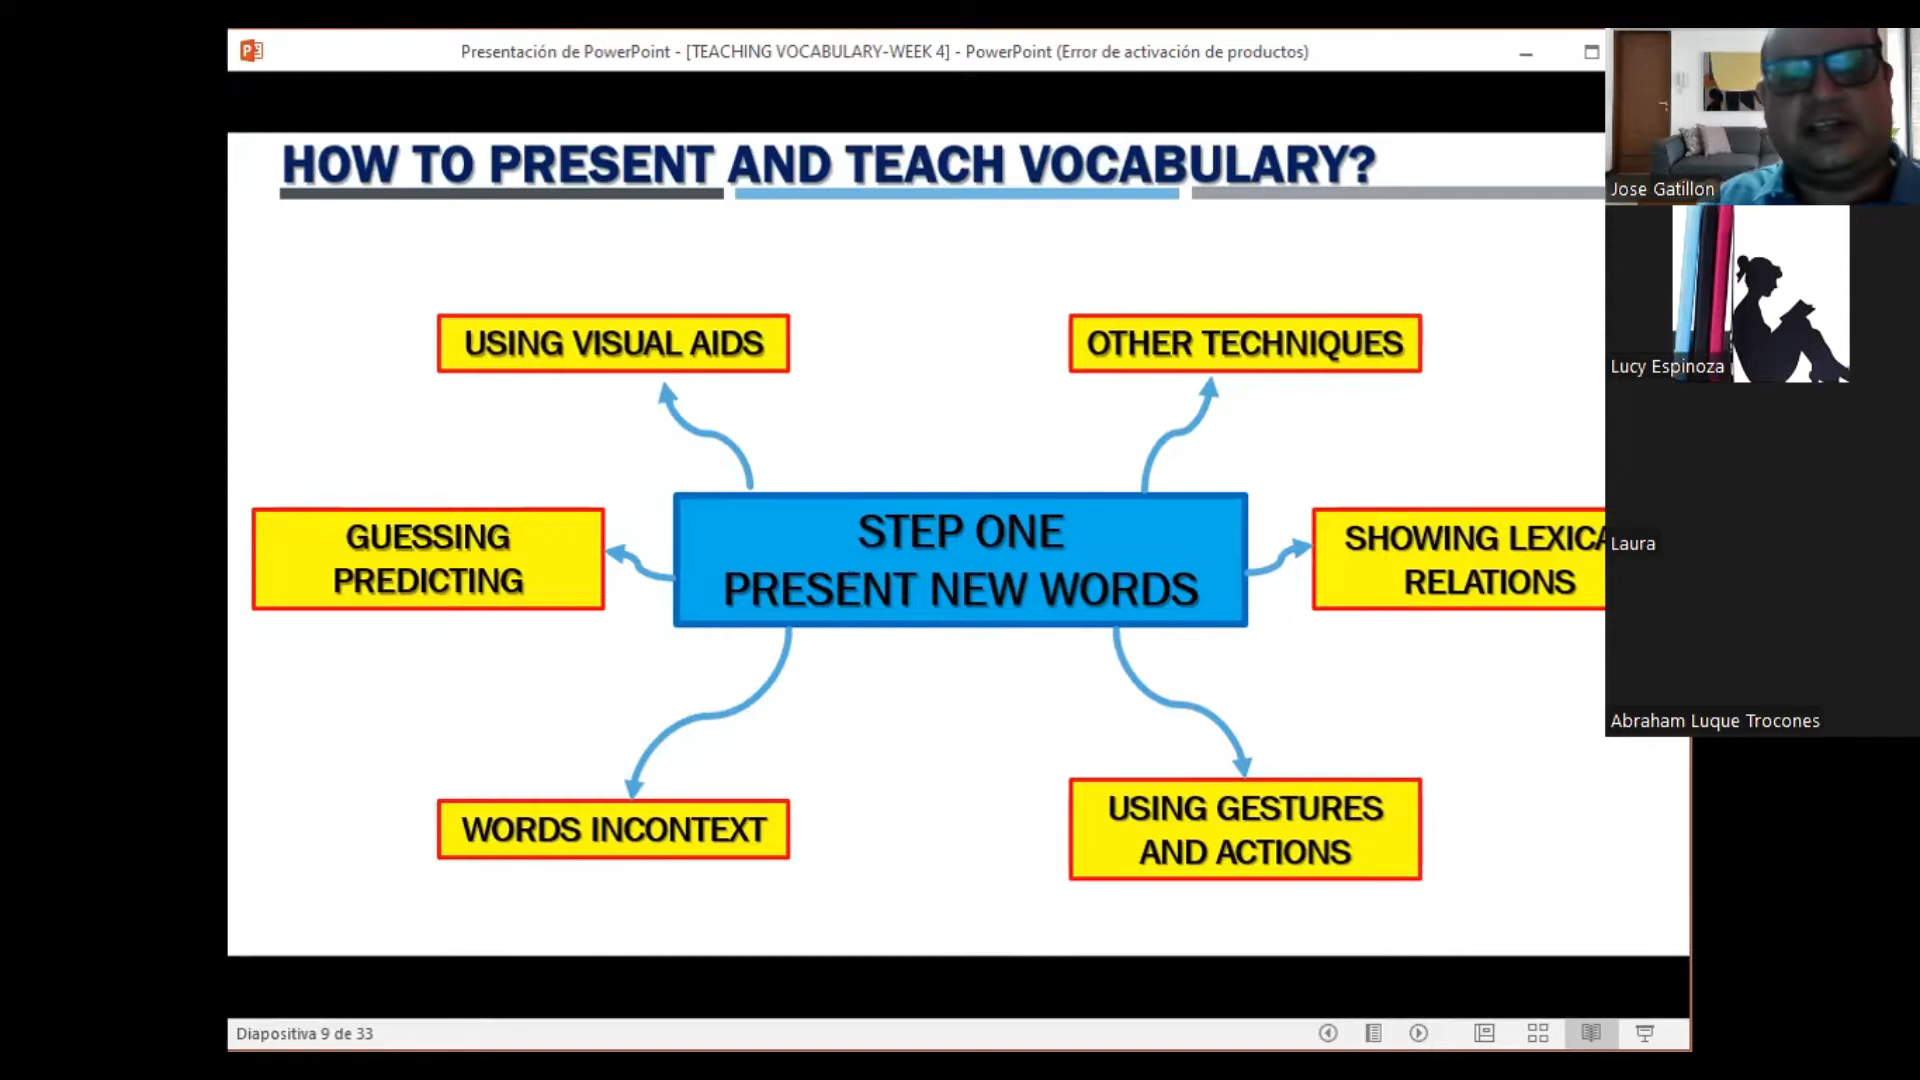 Presentación de PowerPoint - [TEACHING VOCABULARY-WEEK 4] - PowerPoint (Error de activación de productos)
HOW TO PRESENT AND TEACH VOCABULARY?
USING VISUAL AIDS
OTHER TECHNIQUES
GUESSING
PREDICTING
STEP ONE
PRESENT NEW WORDS
SHOWING LEXICA
RELATIONS
WORDS INCONTEXT
USING GESTURES
AND ACTIONS
Jose Gatillon
Lucy Espinoza
Laura
Abraham Luque Trocones
Diapositiva 9 de 33